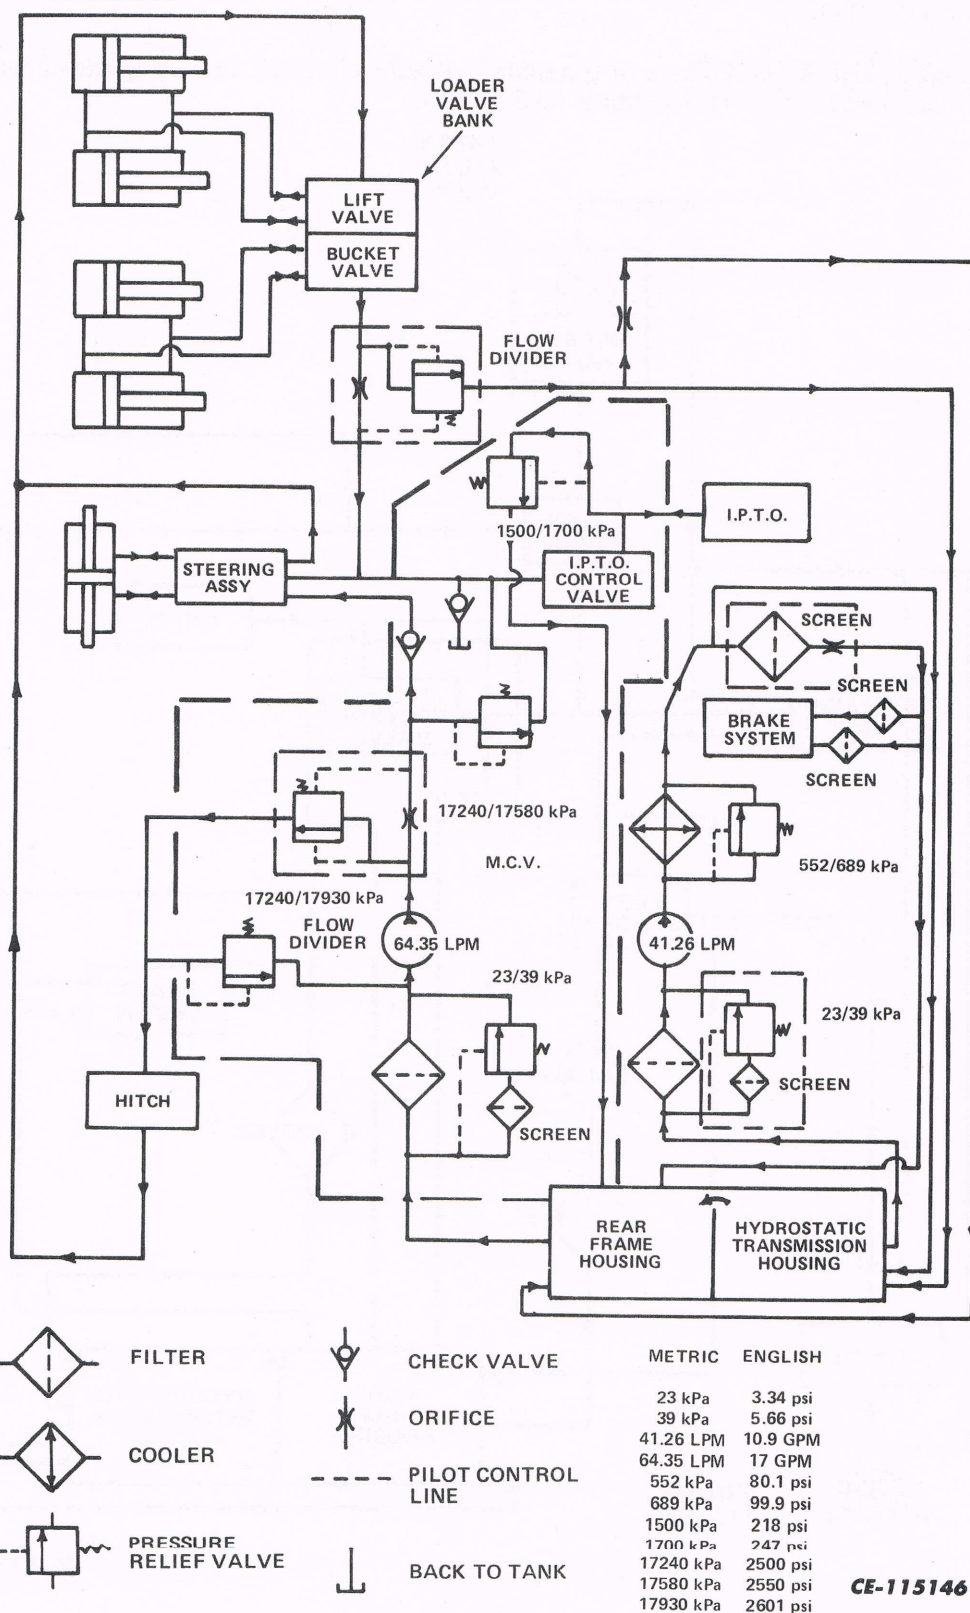 LOADER
VALVE
BANK
LIFT
VALVE
BUCKET
VALVE
FLOW
DIVIDER
I.P.T.O.
1500/1700 kPa
I.P.T.O.
CONTROL
VALVE
STEERING
ASSY
SCREEN
SCREEN
BRAKE
SYSTEM
SCREEN
17240/17580 kPa
M.C.V.
552/689 kPa
17240/17930 kPa
FLOW
DIVIDER
64.35 LPM
41.26 LPM
23/39 kPa
23/39 kPa
SCREEN
HITCH
SCREEN
REAR
FRAME
HOUSING
HYDROSTATIC
TRANSMISSION
HOUSING
FILTER
COOLER
PRESSURE
RELIEF VALVE
CHECK VALVE
ORIFICE
PILOT CONTROL
LINE
BACK TO TANK
METRIC ENGLISH
23 kPa 3.34 psi
39 kPa 5.66 psi
41.26 LPM 10.9 GPM
64.35 LPM 17 GPM
552 kPa 80.1 psi
689 kPa 99.9 psi
1500 kPa 218 psi
1700 kPa 247 psi
17240 kPa 2500 psi
17580 kPa 2550 psi
17930 kPa 2601 psi
CE-115146